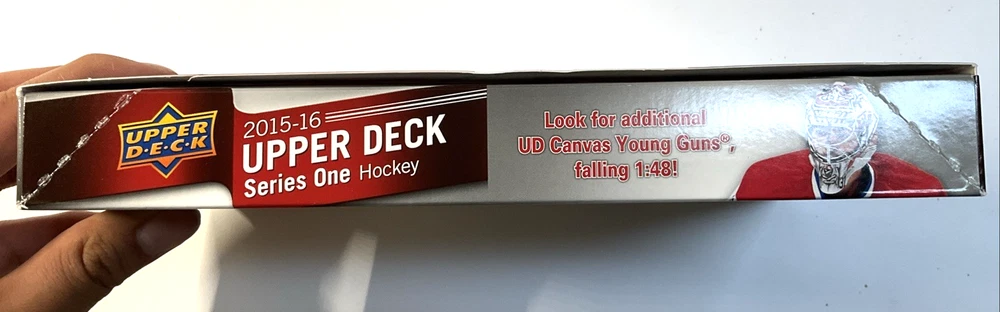 UPPER
D·E·C·K
2015-16
UPPER DECK
Series One Hockey
Look for additional
UD Canvas Young Guns®,
falling 1:48!